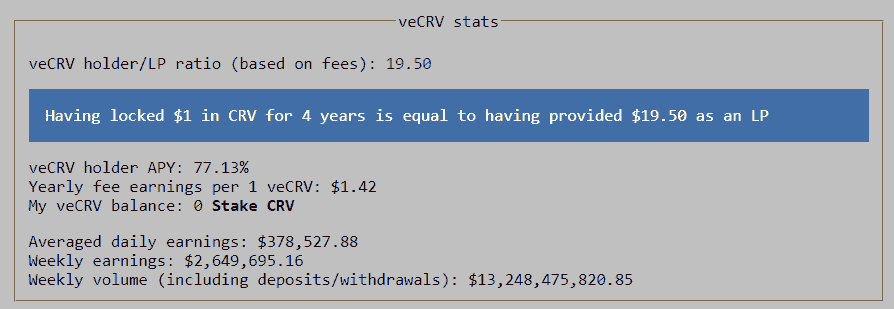 veCRV stats
veCRV holder/LP ratio (based on fees): 19.50
Having locked $1 in CRV for 4 years is equal to having provided $19.50 as an LP
veCRV holder APY: 77.13%
Yearly fee earnings per 1 veCRV: $1.42
My veCRV balance: 0 Stake CRV
Averaged daily earnings: $378,527.88
Weekly earnings: $2,649,695.16
Weekly volume (including deposits/withdrawals): $13,248,475,820.85